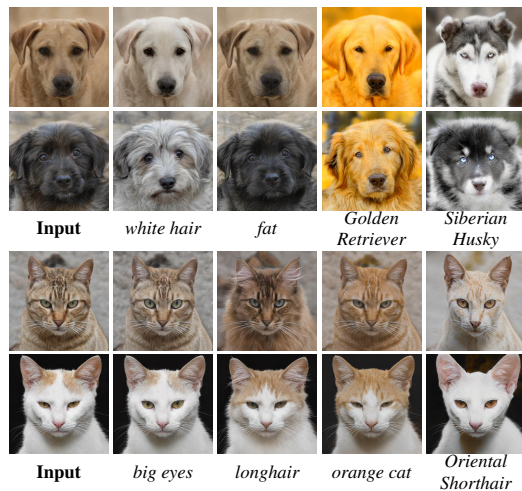 Input white hair fat Golden Retriever Siberian Husky
Input big eyes longhair orange cat Oriental Shorthair